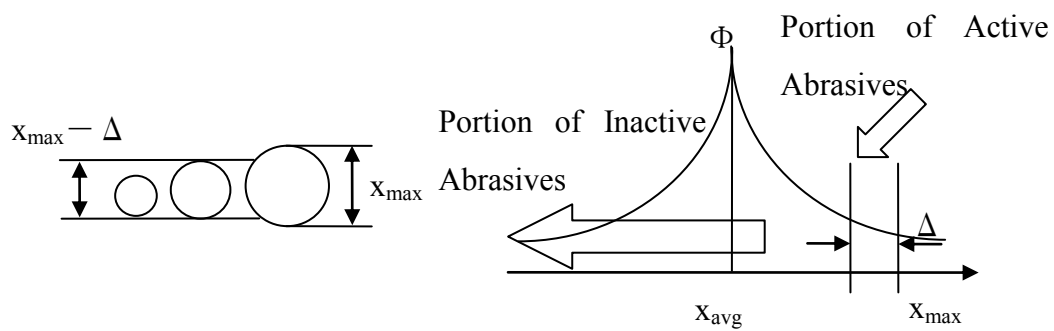 x_max − Δ
x_max
Portion of Inactive
Abrasives
Φ
Portion of Active
Abrasives
Δ
x_avg
x_max